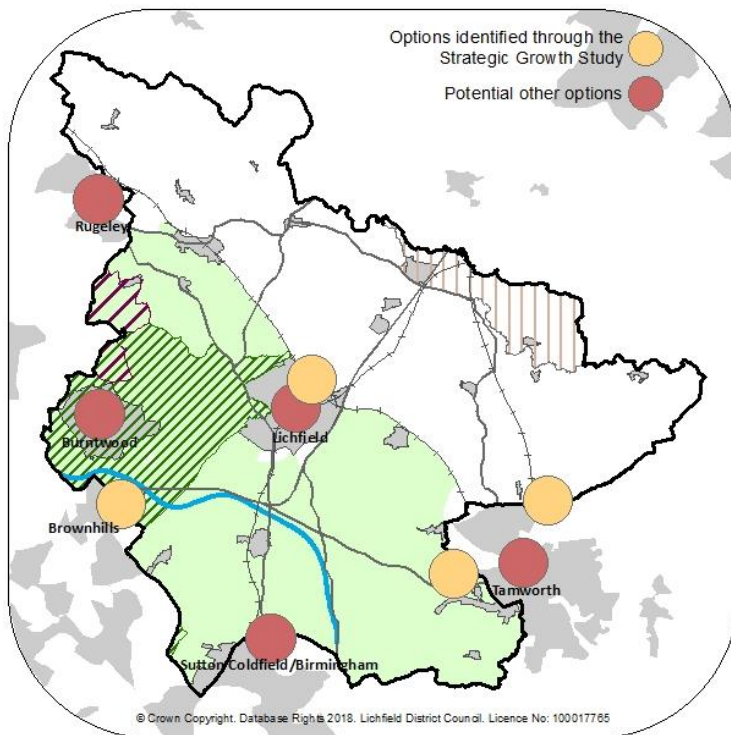 Options identified through the
Strategic Growth Study
Potential other options
Rugeley
Burntwood
Lichfield
Brownhills
Tamworth
Sutton Coldfield/Birmingham
© Crown Copyright. Database Rights 2018. Lichfield District Council. Licence No: 100017765